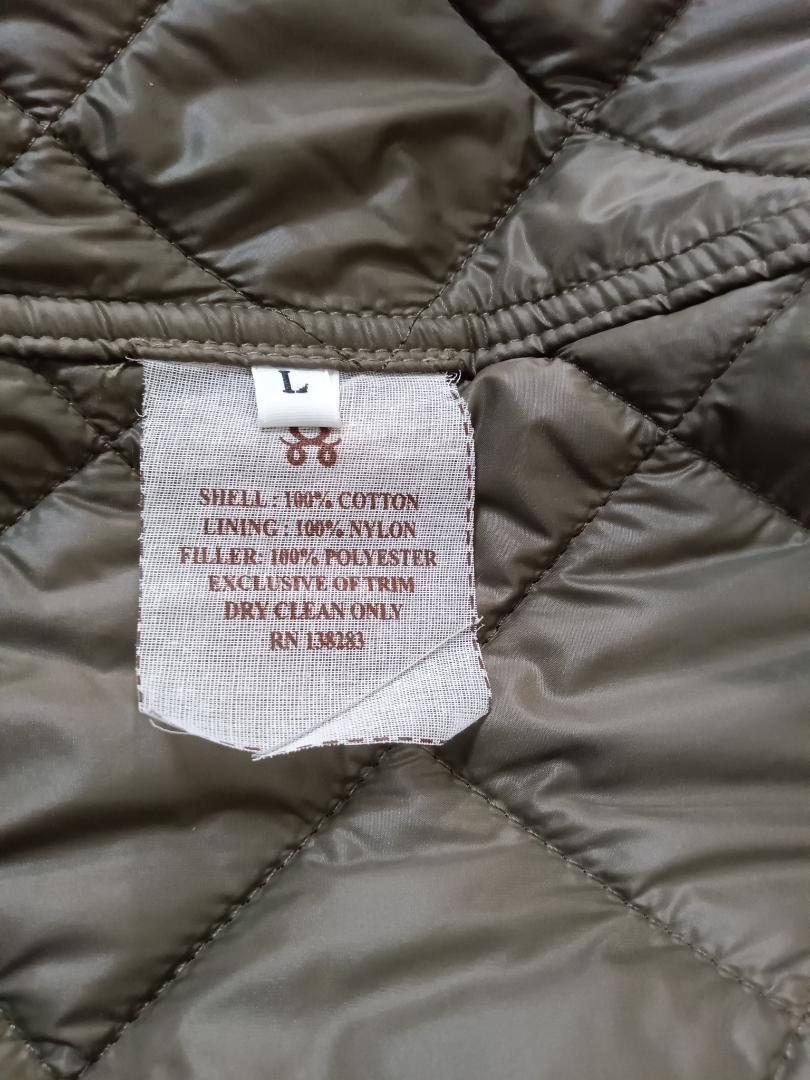 L
SHELL : 100% COTTON
LINING : 100% NYLON
FILLER: 100% POLYESTER
EXCLUSIVE OF TRIM
DRY CLEAN ONLY
RN 138283